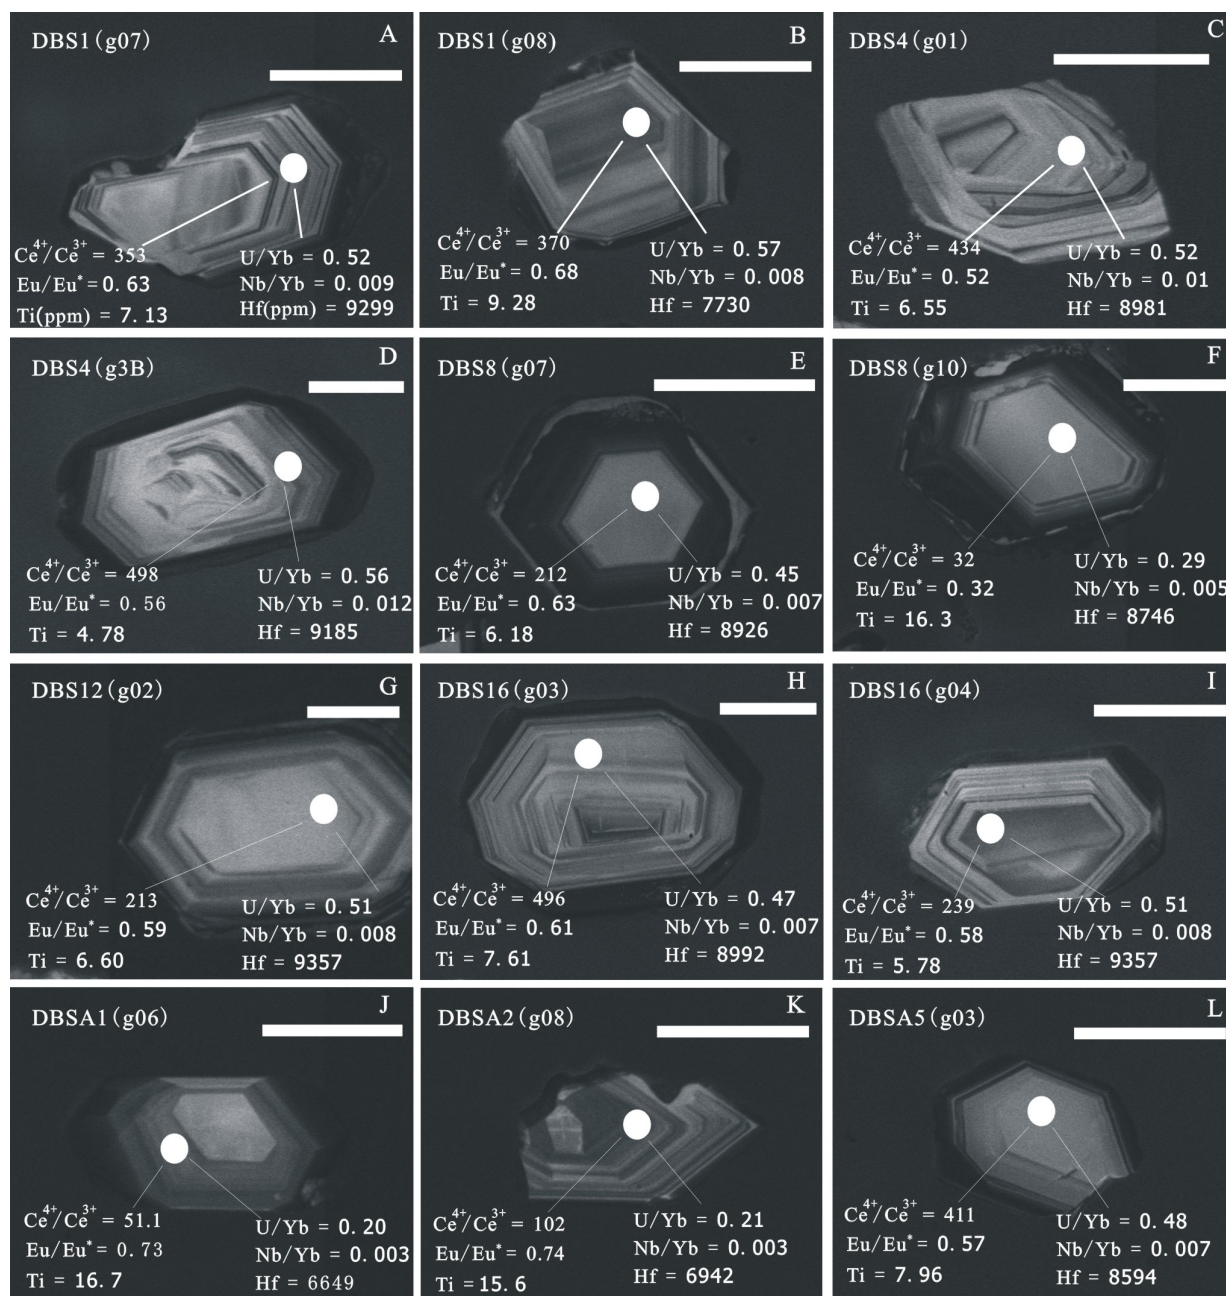 DBS1(g07) A
Ce4+/Ce3+ = 353
Eu/Eu* = 0.63
Ti(ppm) = 7.13
U/Yb = 0.52
Nb/Yb = 0.009
Hf(ppm) = 9299
DBS1(g08) B
Ce4+/Ce3+ = 370
Eu/Eu* = 0.68
Ti = 9.28
U/Yb = 0.57
Nb/Yb = 0.008
Hf = 7730
DBS4(g01) C
Ce4+/Ce3+ = 434
Eu/Eu* = 0.52
Ti = 6.55
U/Yb = 0.52
Nb/Yb = 0.01
Hf = 8981
DBS4(g3B) D
Ce4+/Ce3+ = 498
Eu/Eu* = 0.56
Ti = 4.78
U/Yb = 0.56
Nb/Yb = 0.012
Hf = 9185
DBS8(g07) E
Ce4+/Ce3+ = 212
Eu/Eu* = 0.63
Ti = 6.18
U/Yb = 0.45
Nb/Yb = 0.007
Hf = 8926
DBS8(g10) F
Ce4+/Ce3+ = 32
Eu/Eu* = 0.32
Ti = 16.3
U/Yb = 0.29
Nb/Yb = 0.005
Hf = 8746
DBS12(g02) G
Ce4+/Ce3+ = 213
Eu/Eu* = 0.59
Ti = 6.60
U/Yb = 0.51
Nb/Yb = 0.008
Hf = 9357
DBS16(g03) H
Ce4+/Ce3+ = 496
Eu/Eu* = 0.61
Ti = 7.61
U/Yb = 0.47
Nb/Yb = 0.007
Hf = 8992
DBS16(g04) I
Ce4+/Ce3+ = 239
Eu/Eu* = 0.58
Ti = 5.78
U/Yb = 0.51
Nb/Yb = 0.008
Hf = 9357
DBSA1(g06) J
Ce4+/Ce3+ = 51.1
Eu/Eu* = 0.73
Ti = 16.7
U/Yb = 0.20
Nb/Yb = 0.003
Hf = 6649
DBSA2(g08) K
Ce4+/Ce3+ = 102
Eu/Eu* = 0.74
Ti = 15.6
U/Yb = 0.21
Nb/Yb = 0.003
Hf = 6942
DBSA5(g03) L
Ce4+/Ce3+ = 411
Eu/Eu* = 0.57
Ti = 7.96
U/Yb = 0.48
Nb/Yb = 0.007
Hf = 8594